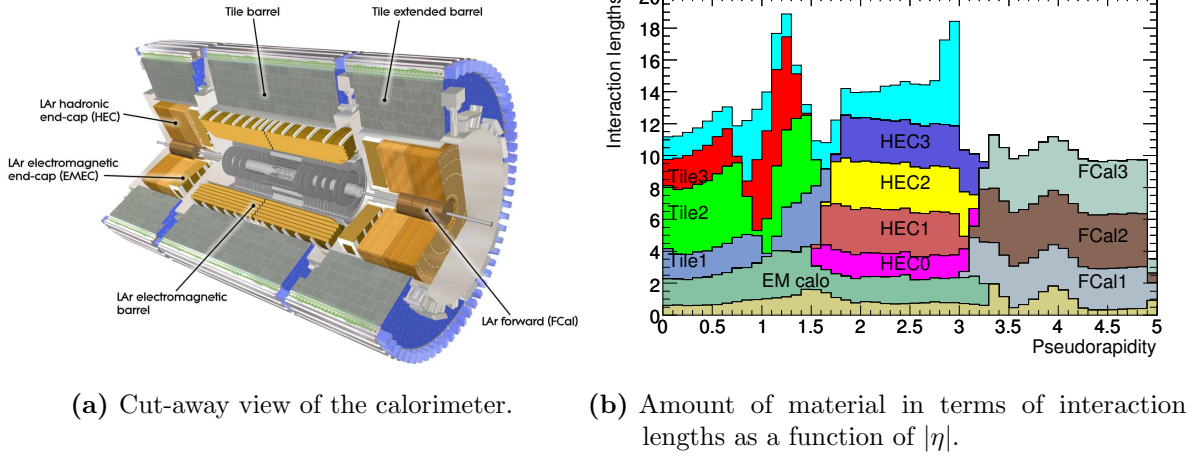 Tile barrel
Tile extended barrel
LAr hadronic
end-cap (HEC)
LAr electromagnetic
end-cap (EMEC)
LAr electromagnetic
barrel
LAr forward (FCal)
Interaction lengths
20
18
16
14
12
10
8
6
4
2
0
Tile3
Tile2
Tile1
EM calo
HEC3
HEC2
HEC1
HEC0
FCal3
FCal2
FCal1
0 0.5 1 1.5 2 2.5 3 3.5 4 4.5 5
Pseudorapidity
(a) Cut-away view of the calorimeter.
(b) Amount of material in terms of interaction
lengths as a function of |η|.